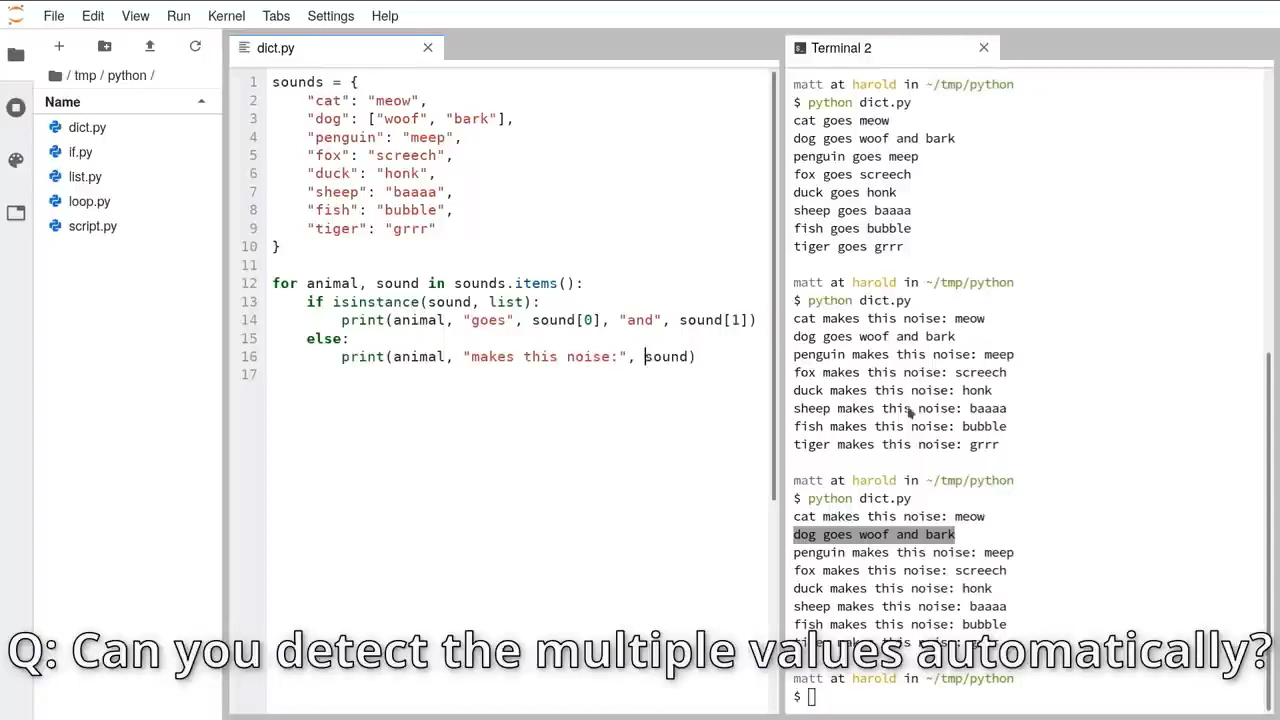 File Edit View Run Kernel Tabs Settings Help
/ tmp / python /
Name
dict.py
if.py
list.py
loop.py
script.py
dict.py
1 sounds = {
2     "cat": "meow",
3     "dog": ["woof", "bark"],
4     "penguin": "meep",
5     "fox": "screech",
6     "duck": "honk",
7     "sheep": "baaaa",
8     "fish": "bubble",
9     "tiger": "grrr"
10 }
11
12 for animal, sound in sounds.items():
13     if isinstance(sound, list):
14         print(animal, "goes", sound[0], "and", sound[1])
15     else:
16         print(animal, "makes this noise:", sound)
17
Terminal 2
matt at harold in ~/tmp/python
$ python dict.py
cat goes meow
dog goes woof and bark
penguin goes meep
fox goes screech
duck goes honk
sheep goes baaaa
fish goes bubble
tiger goes grrr
matt at harold in ~/tmp/python
$ python dict.py
cat makes this noise: meow
dog goes woof and bark
penguin makes this noise: meep
fox makes this noise: screech
duck makes this noise: honk
sheep makes this noise: baaaa
fish makes this noise: bubble
tiger makes this noise: grrr
matt at harold in ~/tmp/python
$ python dict.py
cat makes this noise: meow
dog goes woof and bark
penguin makes this noise: meep
fox makes this noise: screech
duck makes this noise: honk
sheep makes this noise: baaaa
fish makes this noise: bubble
matt at harold in ~/tmp/python
$
Q: Can you detect the multiple values automatically?